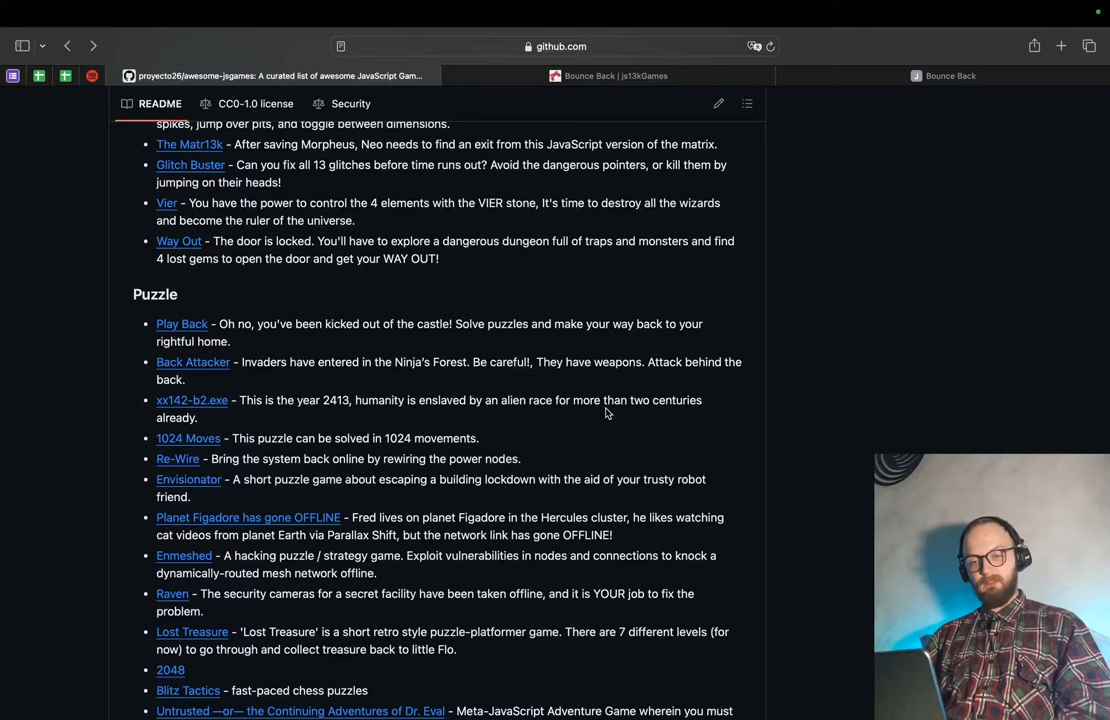 github.com
proyecto26/awesome-jsgames: A curated list of awesome JavaScript Gam...
Bounce Back | js13kGames
J Bounce Back
README
CC0-1.0 license
Security
spikes, jump over pits, and toggle between dimensions.
The Matr13k - After saving Morpheus, Neo needs to find an exit from this JavaScript version of the matrix.
Glitch Buster - Can you fix all 13 glitches before time runs out? Avoid the dangerous pointers, or kill them by
jumping on their heads!
Vier - You have the power to control the 4 elements with the VIER stone, It's time to destroy all the wizards
and become the ruler of the universe.
Way Out - The door is locked. You'll have to explore a dangerous dungeon full of traps and monsters and find
4 lost gems to open the door and get your WAY OUT!
Puzzle
Play Back - Oh no, you've been kicked out of the castle! Solve puzzles and make your way back to your
rightful home.
Back Attacker - Invaders have entered in the Ninja's Forest. Be careful!, They have weapons. Attack behind the
back.
xx142-b2.exe - This is the year 2413, humanity is enslaved by an alien race for more than two centuries
already.
1024 Moves - This puzzle can be solved in 1024 movements.
Re-Wire - Bring the system back online by rewiring the power nodes.
Envisionator - A short puzzle game about escaping a building lockdown with the aid of your trusty robot
friend.
Planet Figadore has gone OFFLINE - Fred lives on planet Figadore in the Hercules cluster, he likes watching
cat videos from planet Earth via Parallax Shift, but the network link has gone OFFLINE!
Enmeshed - A hacking puzzle / strategy game. Exploit vulnerabilities in nodes and connections to knock a
dynamically-routed mesh network offline.
Raven - The security cameras for a secret facility have been taken offline, and it is YOUR job to fix the
problem.
Lost Treasure - 'Lost Treasure' is a short retro style puzzle-platformer game. There are 7 different levels (for
now) to go through and collect treasure back to little Flo.
2048
Blitz Tactics - fast-paced chess puzzles
Untrusted —or— the Continuing Adventures of Dr. Eval - Meta-JavaScript Adventure Game wherein you must